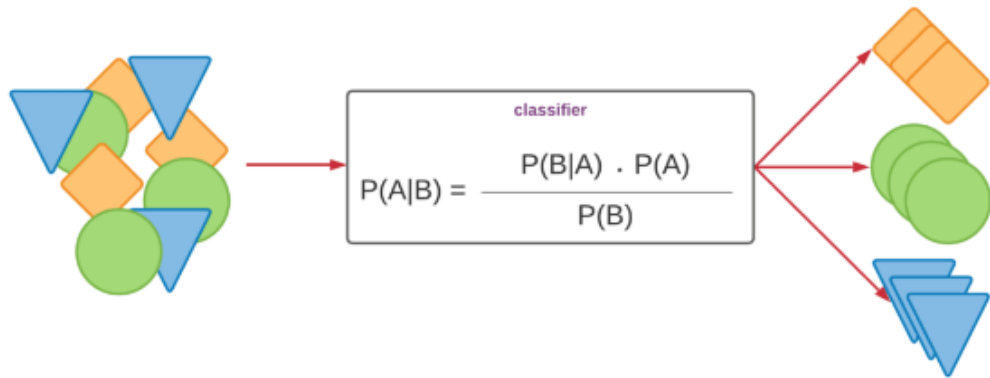 classifier
P(A|B) = P(B|A) . P(A)
P(B)